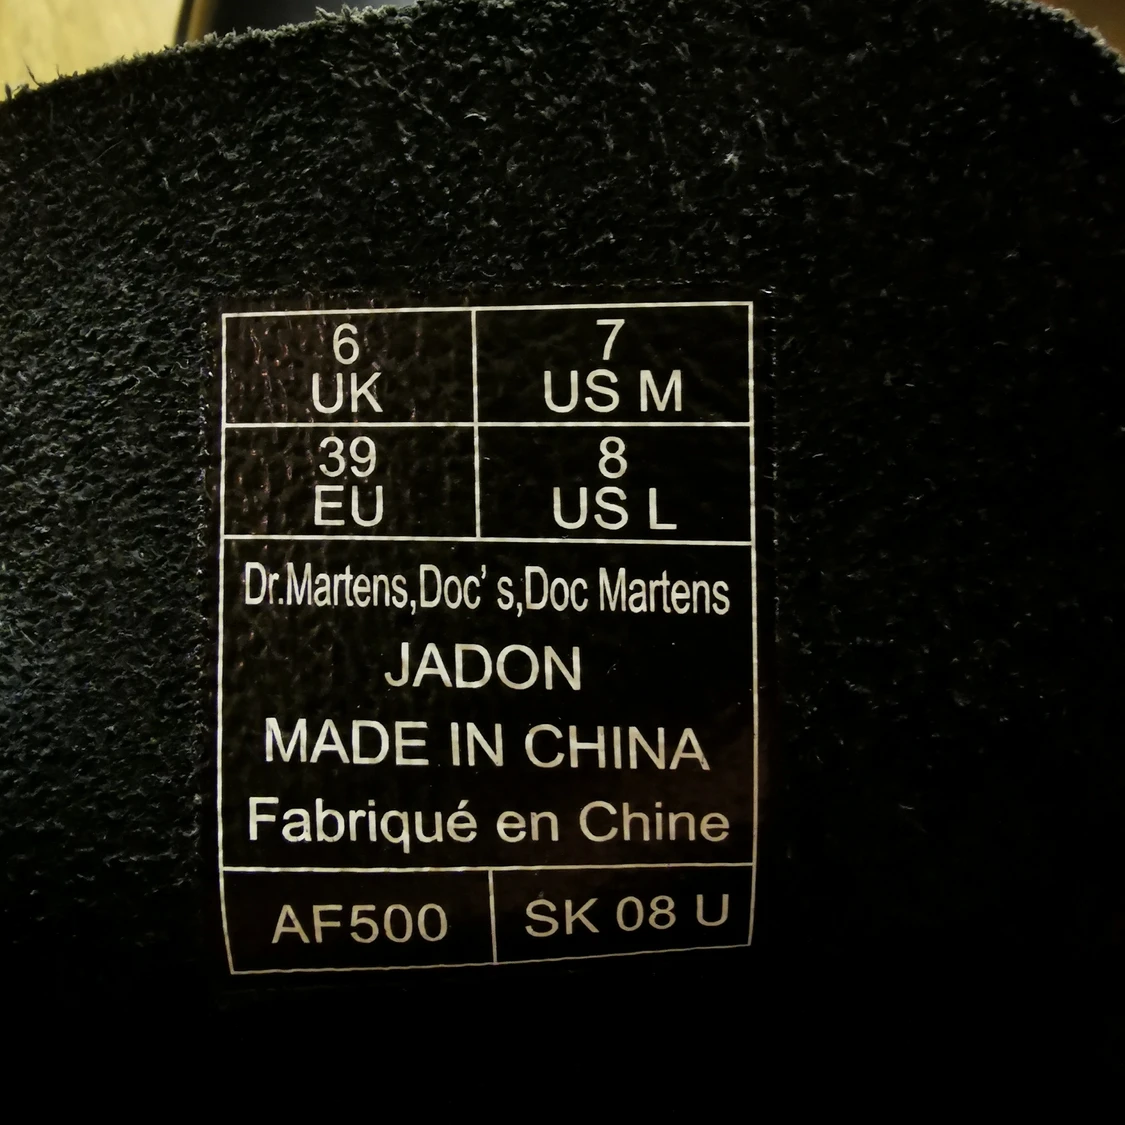 6
UK
7
US M
39
EU
8
US L
Dr.Martens,Doc's,Doc Martens
JADON
MADE IN CHINA
Fabriqué en Chine
AF500
SK 08 U